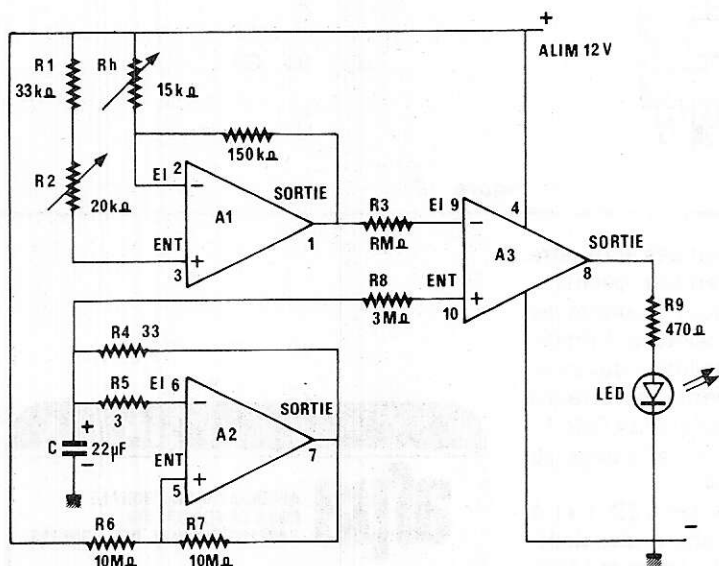 +
ALIM 12 V
R1
33kΩ
Rh
15kΩ
150kΩ
R2
20kΩ
EI 2
−
SORTIE
A1
1
ENT
+
3
R3
RMΩ
EI 9
−
4
A3
SORTIE
8
R8
3MΩ
ENT
+
10
R9
470Ω
LED
R4 33
R5
3
EI 6
−
SORTIE
A2
7
ENT
+
5
+
C 22µF
−
R6
10MΩ
R7
10MΩ
−